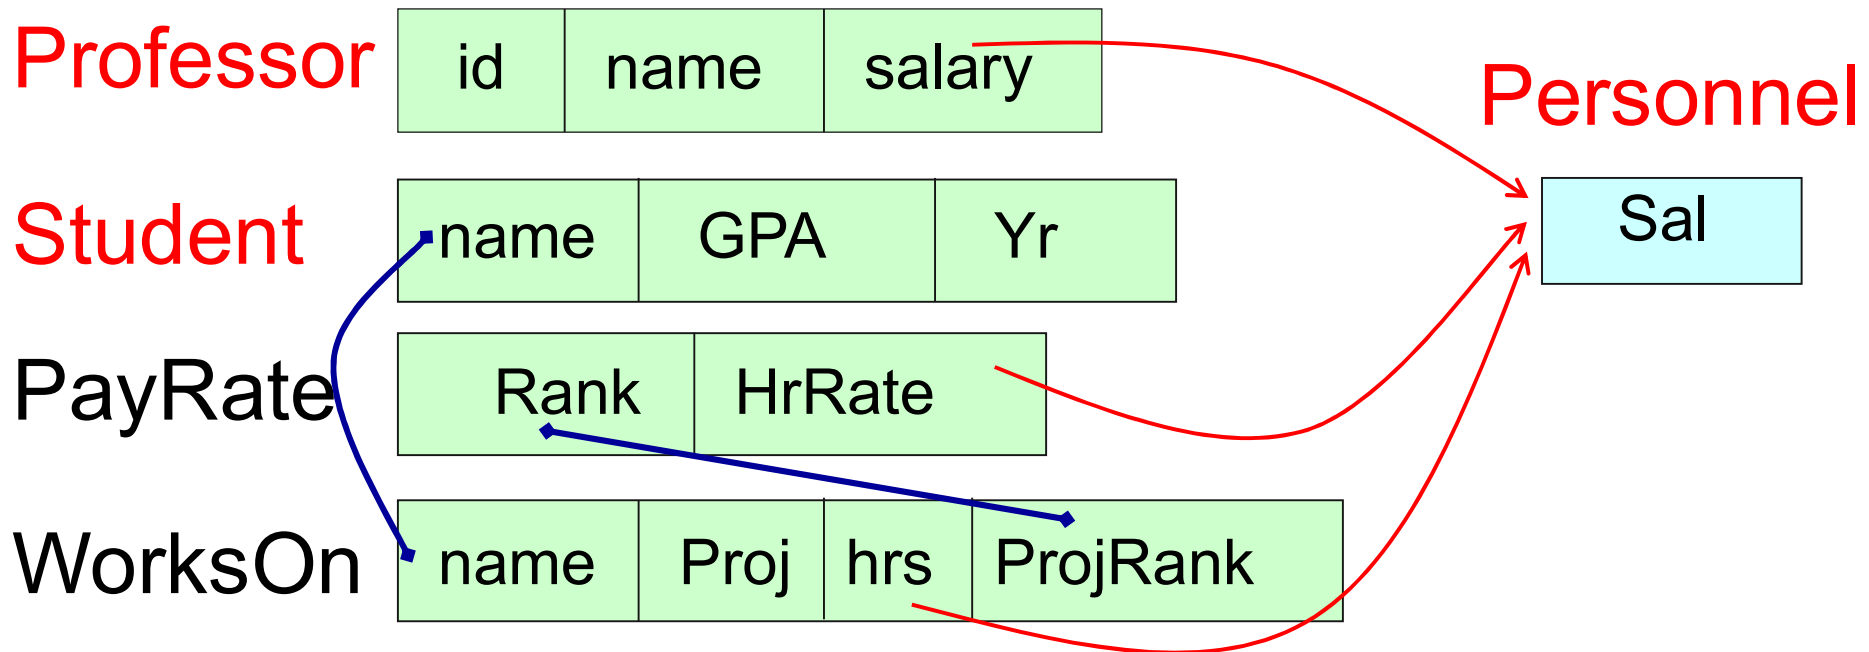 Professor id name salary
Personnel
Student name GPA Yr
Sal
PayRate Rank HrRate
WorksOn name Proj hrs ProjRank